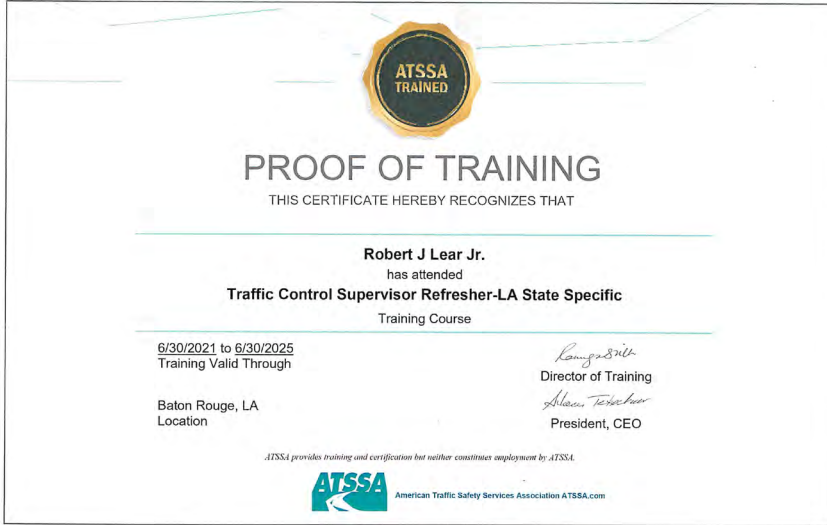 ATSSA
TRAINED
PROOF OF TRAINING
THIS CERTIFICATE HEREBY RECOGNIZES THAT
Robert J Lear Jr.
has attended
Traffic Control Supervisor Refresher-LA State Specific
Training Course
6/30/2021 to 6/30/2025
Training Valid Through
Director of Training
Baton Rouge, LA
Location
President, CEO
ATSSA provides training and certification but neither constitutes employment by ATSSA.
ATSSA
American Traffic Safety Services Association ATSSA.com